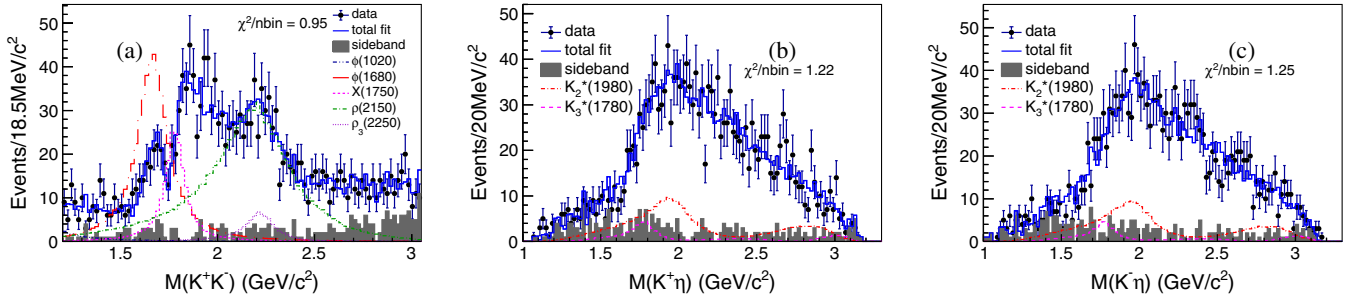 (a)
χ²/nbin = 0.95
data
total fit
sideband
ϕ(1020)
ϕ(1680)
X(1750)
ρ(2150)
ρ₃(2250)
Events/18.5MeV/c²
50
40
30
20
10
0
1.5
2
2.5
3
M(K⁺K⁻) (GeV/c²)
(b)
data
total fit
sideband
K₂*(1980)
K₃*(1780)
χ²/nbin = 1.22
Events/20MeV/c²
50
40
30
20
10
0
1
1.5
2
2.5
3
M(K⁺η) (GeV/c²)
(c)
data
total fit
sideband
K₂*(1980)
K₃*(1780)
χ²/nbin = 1.25
Events/20MeV/c²
50
40
30
20
10
0
1
1.5
2
2.5
3
M(K⁻η) (GeV/c²)